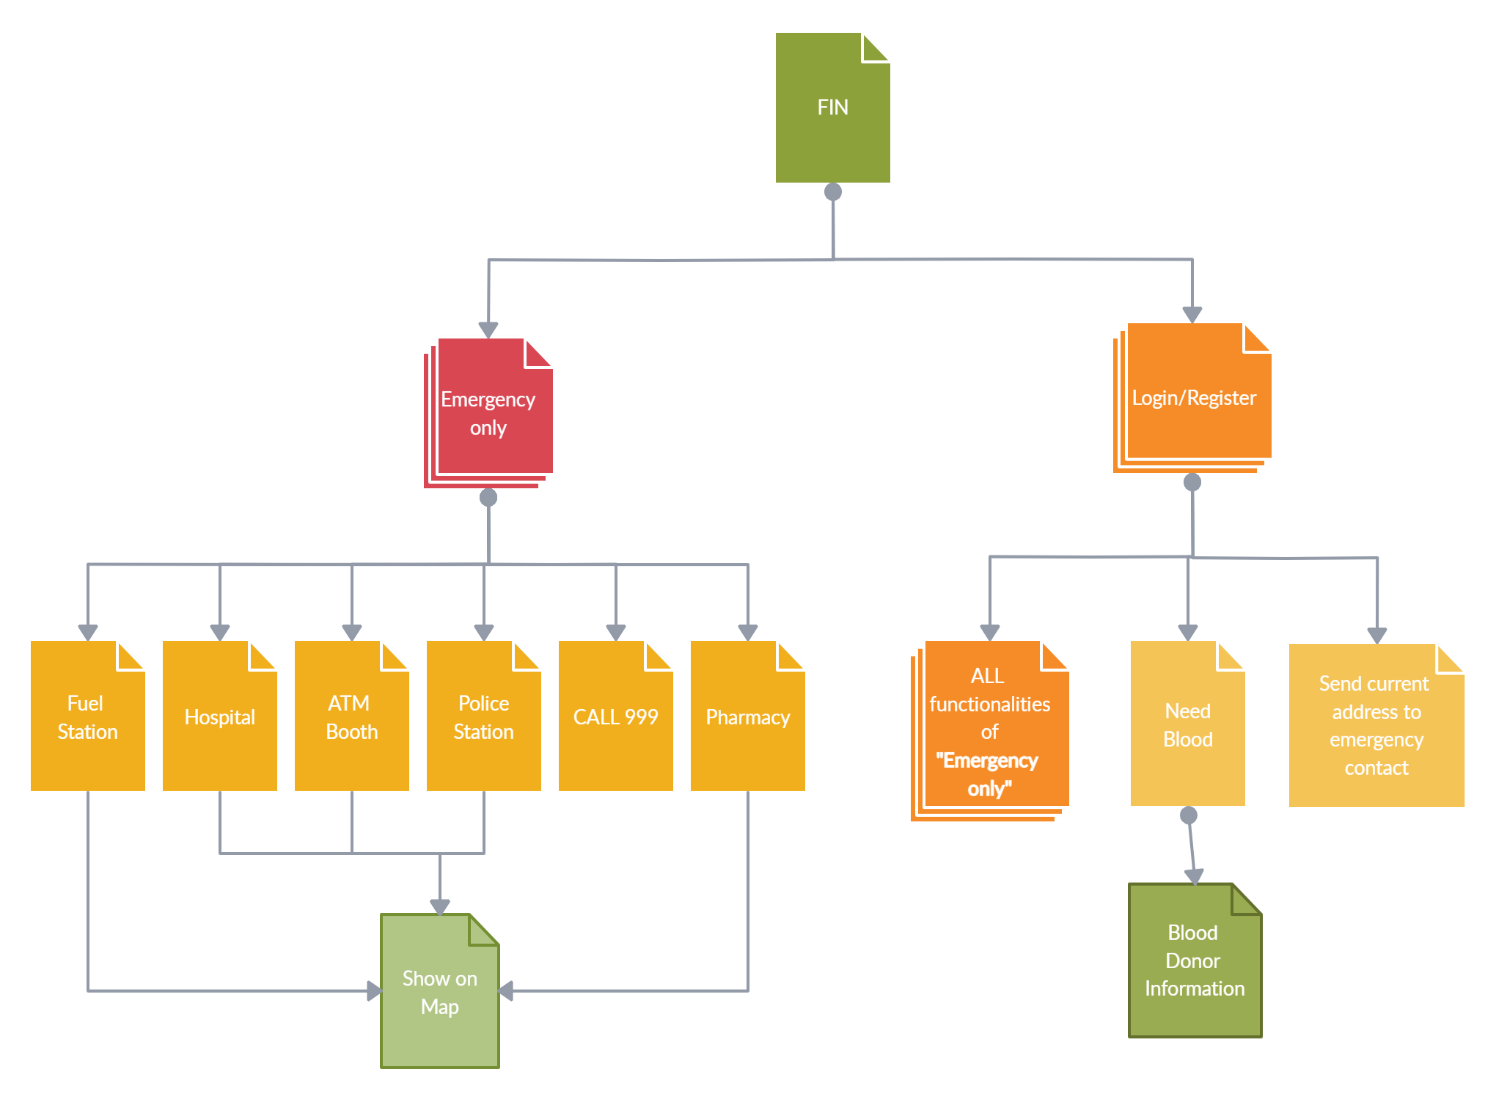 FIN
Emergency
only
Login/Register
Fuel
Station
Hospital
ATM
Booth
Police
Station
CALL 999
Pharmacy
ALL
functionalities
of
"Emergency
only"
Need
Blood
Send current
address to
emergency
contact
Show on
Map
Blood
Donor
Information